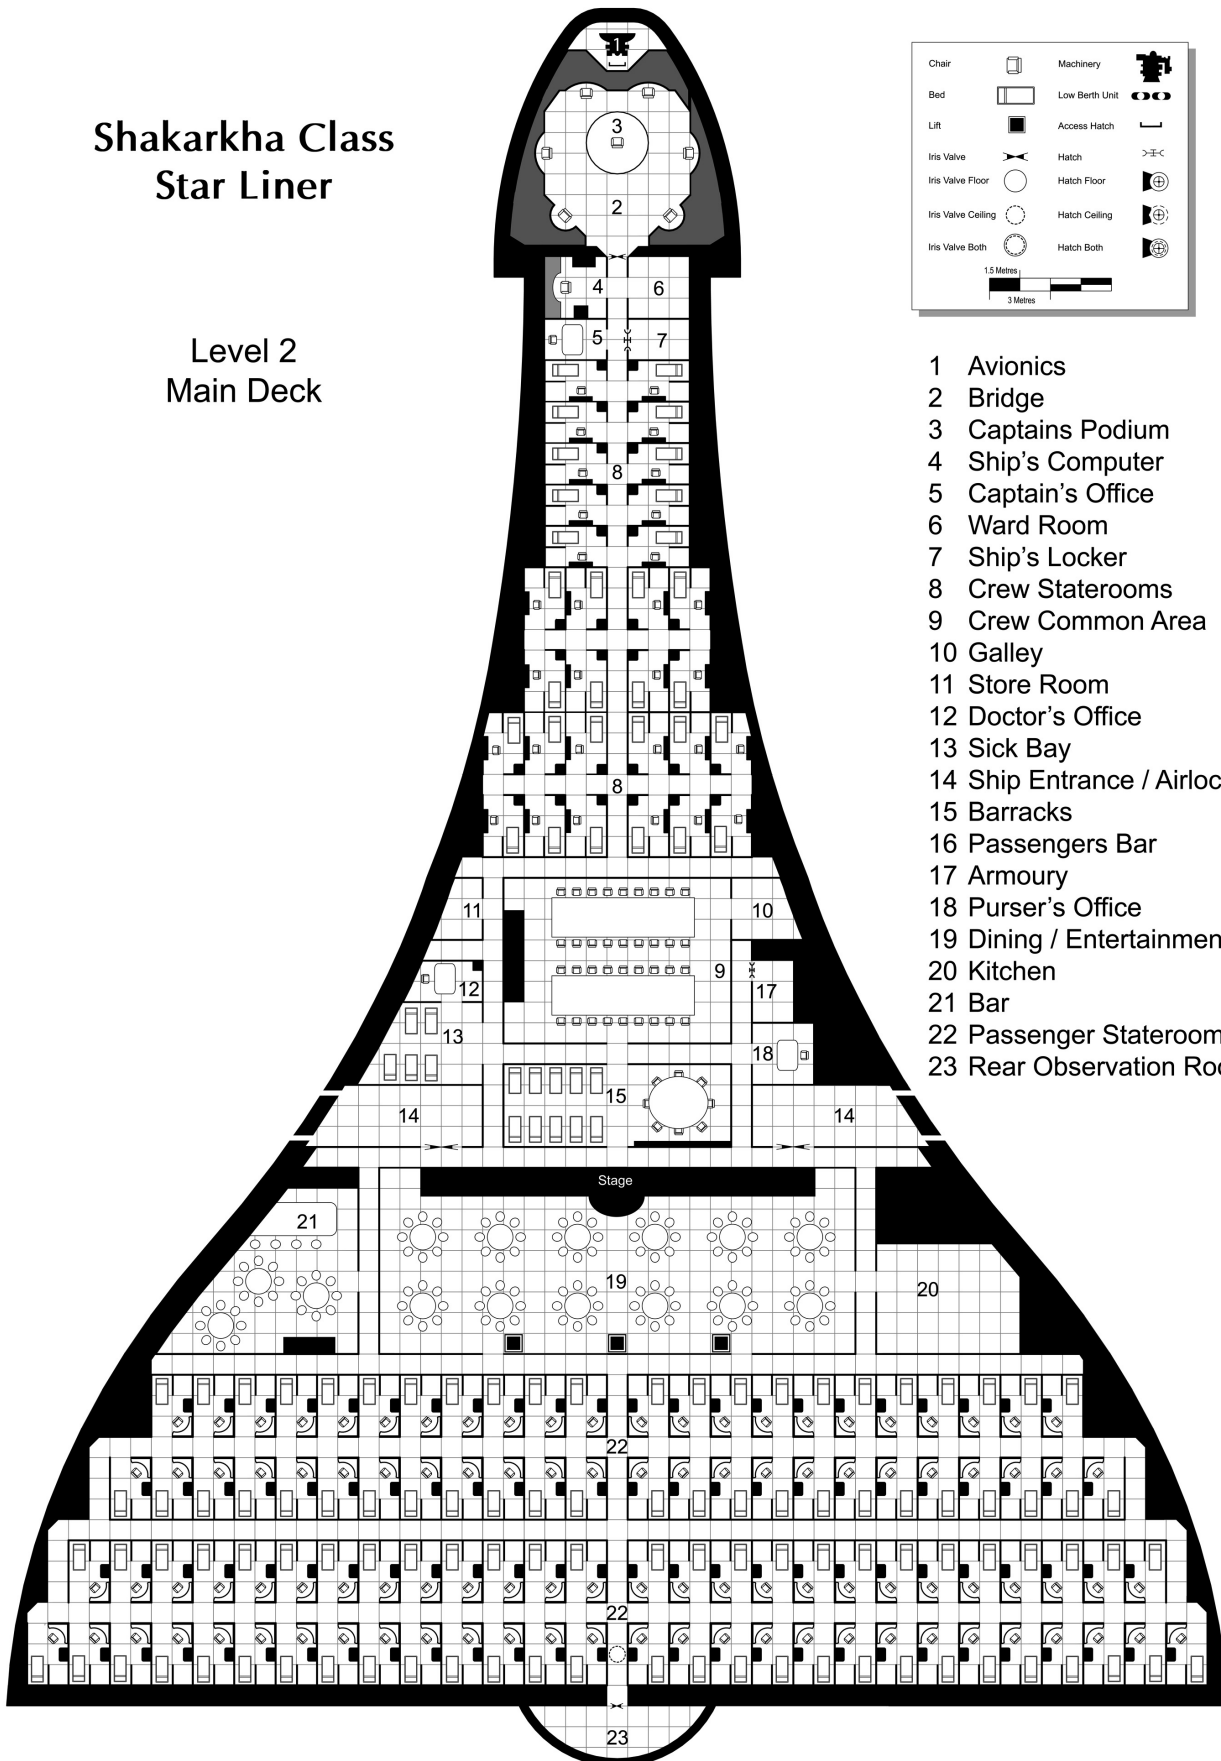 Shakarkha Class
Star Liner
Level 2
Main Deck
Chair
Machinery
Bed
Low Berth Unit
Lift
Access Hatch
Iris Valve
Hatch
Iris Valve Floor
Hatch Floor
Iris Valve Ceiling
Hatch Ceiling
Iris Valve Both
Hatch Both
1.5 Metres
3 Metres
1 Avionics
2 Bridge
3 Captains Podium
4 Ship's Computer
5 Captain's Office
6 Ward Room
7 Ship's Locker
8 Crew Staterooms
9 Crew Common Area
10 Galley
11 Store Room
12 Doctor's Office
13 Sick Bay
14 Ship Entrance / Airloc
15 Barracks
16 Passengers Bar
17 Armoury
18 Purser's Office
19 Dining / Entertainmen
20 Kitchen
21 Bar
22 Passenger Stateroom
23 Rear Observation Roo
1
3
2
4
6
5
7
8
8
11
10
9
12
17
13
18
15
14
14
Stage
21
19
20
22
22
23